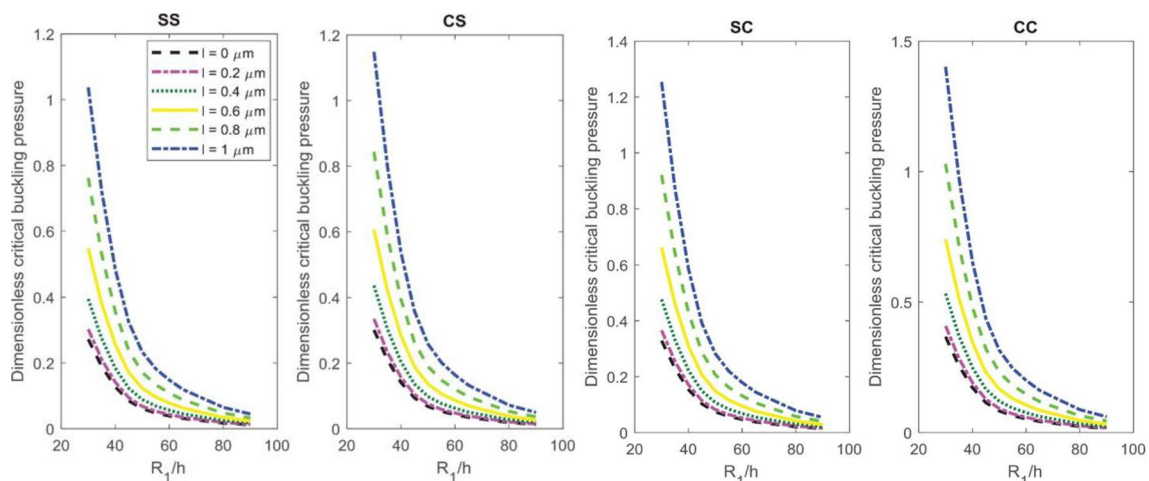 SS
Dimensionless critical buckling pressure
1.2
1
0.8
0.6
0.4
0.2
0
20 40 60 80 100
R1/h
l = 0 μm
l = 0.2 μm
l = 0.4 μm
l = 0.6 μm
l = 0.8 μm
l = 1 μm
CS
Dimensionless critical buckling pressure
1.2
1
0.8
0.6
0.4
0.2
0
20 40 60 80 100
R1/h
SC
Dimensionless critical buckling pressure
1.4
1.2
1
0.8
0.6
0.4
0.2
0
20 40 60 80 100
R1/h
CC
Dimensionless critical buckling pressure
1.5
1
0.5
0
20 40 60 80 100
R1/h